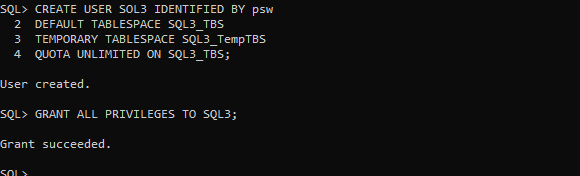 SQL> CREATE USER SOL3 IDENTIFIED BY psw
  2  DEFAULT TABLESPACE SQL3_TBS
  3  TEMPORARY TABLESPACE SQL3_TempTBS
  4  QUOTA UNLIMITED ON SQL3_TBS;
User created.
SQL> GRANT ALL PRIVILEGES TO SQL3;
Grant succeeded.
SQL>